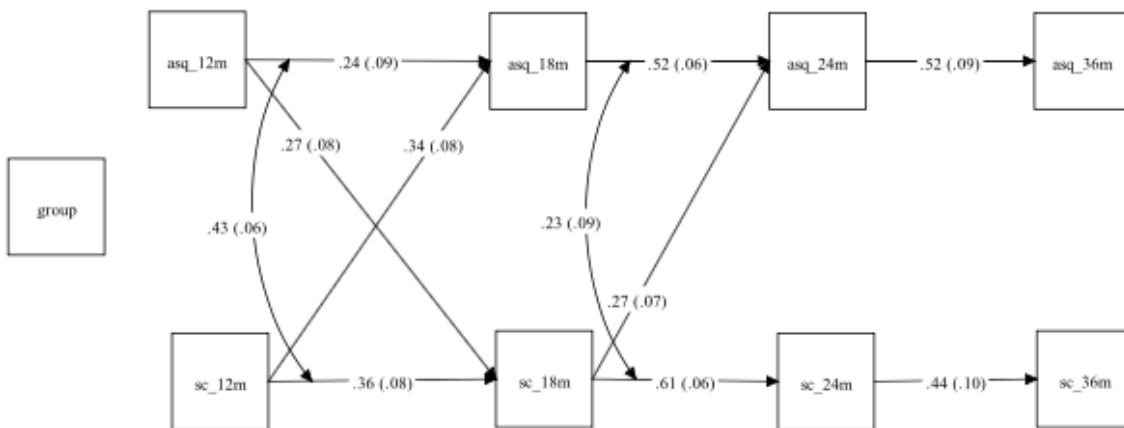 asq_12m
.24 (.09)
asq_18m
.52 (.06)
asq_24m
.52 (.09)
asq_36m
.27 (.08)
.34 (.08)
group
.43 (.06)
.23 (.09)
.27 (.07)
sc_12m
.36 (.08)
sc_18m
.61 (.06)
sc_24m
.44 (.10)
sc_36m